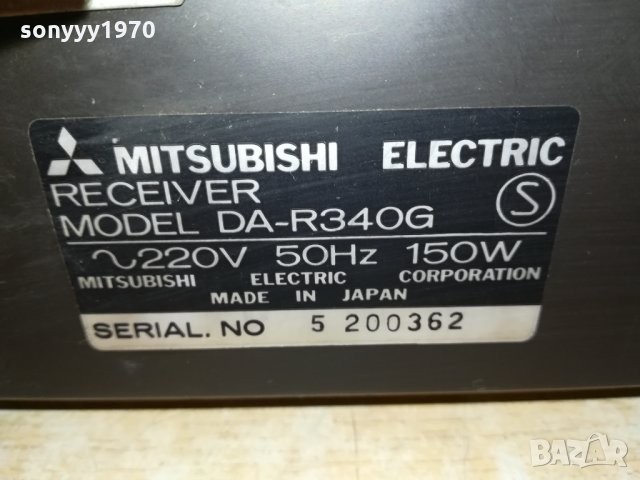 sonyyy1970
MITSUBISHI ELECTRIC
RECEIVER
MODEL DA-R340G
S
~220V 50Hz 150W
MITSUBISHI ELECTRIC CORPORATION
MADE IN JAPAN
SERIAL. NO 5 200362
BAZAR